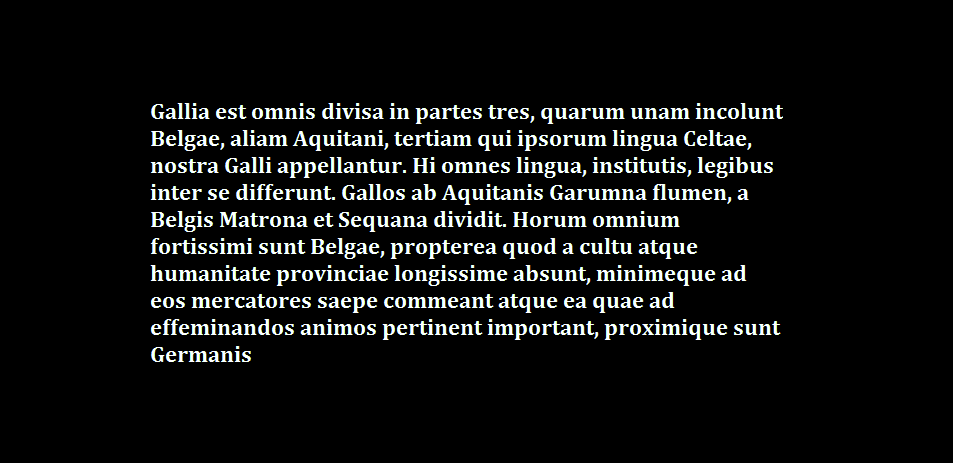 Gallia est omnis divisa in partes tres, quarum unam incolunt
Belgae, aliam Aquitani, tertiam qui ipsorum lingua Celtae,
nostra Galli appellantur. Hi omnes lingua, institutis, legibus
inter se differunt. Gallos ab Aquitanis Garumna flumen, a
Belgis Matrona et Sequana dividit. Horum omnium
fortissimi sunt Belgae, propterea quod a cultu atque
humanitate provinciae longissime absunt, minimeque ad
eos mercatores saepe commeant atque ea quae ad
effeminandos animos pertinent important, proximique sunt
Germanis